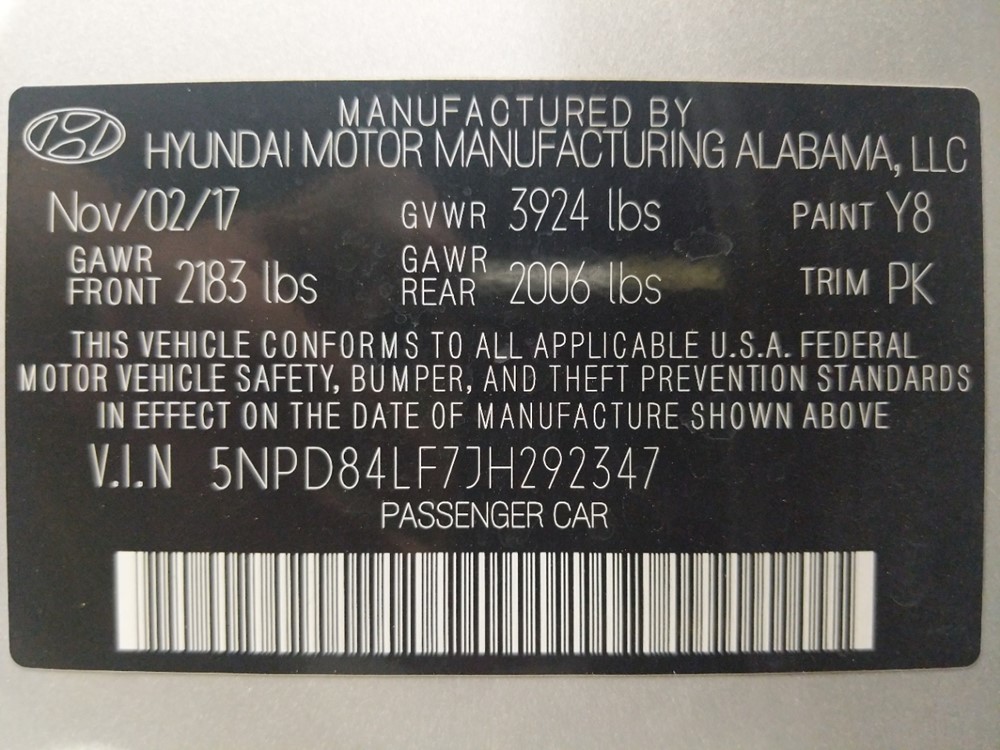 MANUFACTURED BY
HYUNDAI MOTOR MANUFACTURING ALABAMA, LLC
Nov/02/17 GVWR 3924 lbs PAINT Y8
GAWR FRONT 2183 lbs GAWR REAR 2006 lbs TRIM PK
THIS VEHICLE CONFORMS TO ALL APPLICABLE U.S.A. FEDERAL
MOTOR VEHICLE SAFETY, BUMPER, AND THEFT PREVENTION STANDARDS
IN EFFECT ON THE DATE OF MANUFACTURE SHOWN ABOVE
V.I.N 5NPD84LF7JH292347
PASSENGER CAR